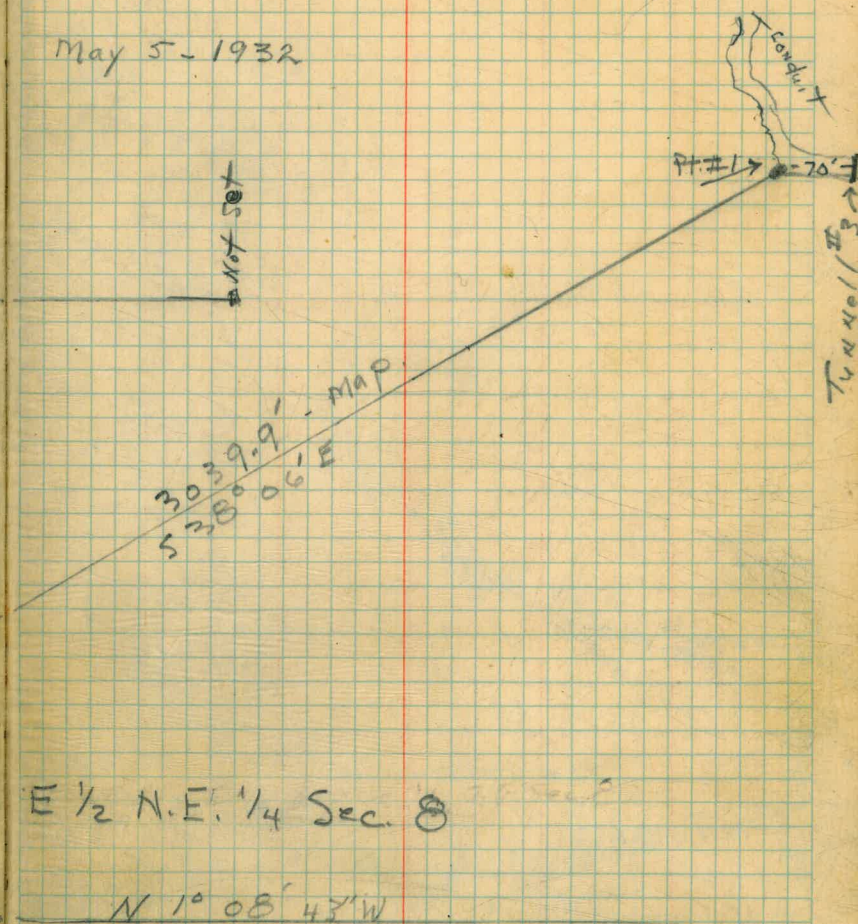 May 5 - 1932
conduit
Pt. #1
70'
Not Set
Tunnel #3
3039.9' - Map
S 38° 06' E
E 1/2 N.E. 1/4 Sec. 8
N 1° 08' 43" W